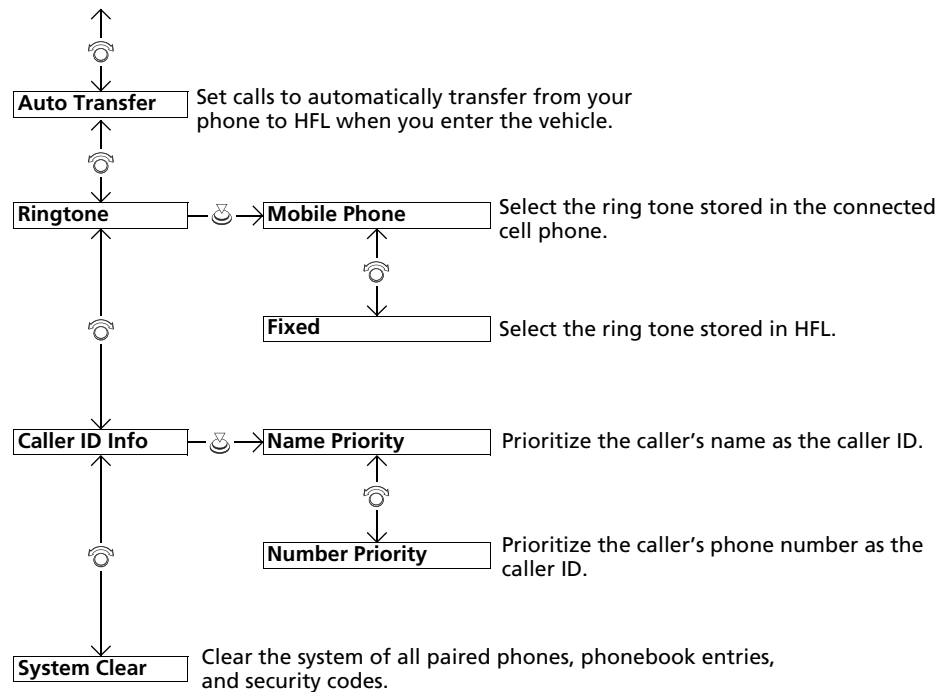 Auto Transfer
Set calls to automatically transfer from your
phone to HFL when you enter the vehicle.
Ringtone
Mobile Phone
Select the ring tone stored in the connected
cell phone.
Fixed
Select the ring tone stored in HFL.
Caller ID Info
Name Priority
Prioritize the caller’s name as the caller ID.
Number Priority
Prioritize the caller’s phone number as the
caller ID.
System Clear
Clear the system of all paired phones, phonebook entries,
and security codes.